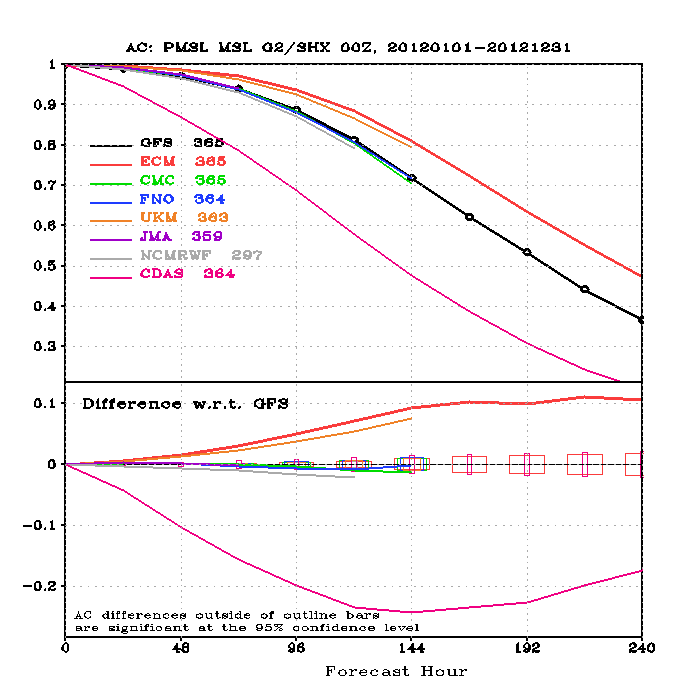 AC: PMSL MSL G2/SHX 00Z, 20120101-20121231
1
0.9
0.8
0.7
0.6
0.5
0.4
0.3
GFS 365
ECM 365
CMC 365
FNO 364
UKM 363
JMA 359
NCMRWF 297
CDAS 364
Difference w.r.t. GFS
0.1
0
-0.1
-0.2
AC differences outside of outline bars
are significant at the 95% confidence level
0 48 96 144 192 240
Forecast Hour